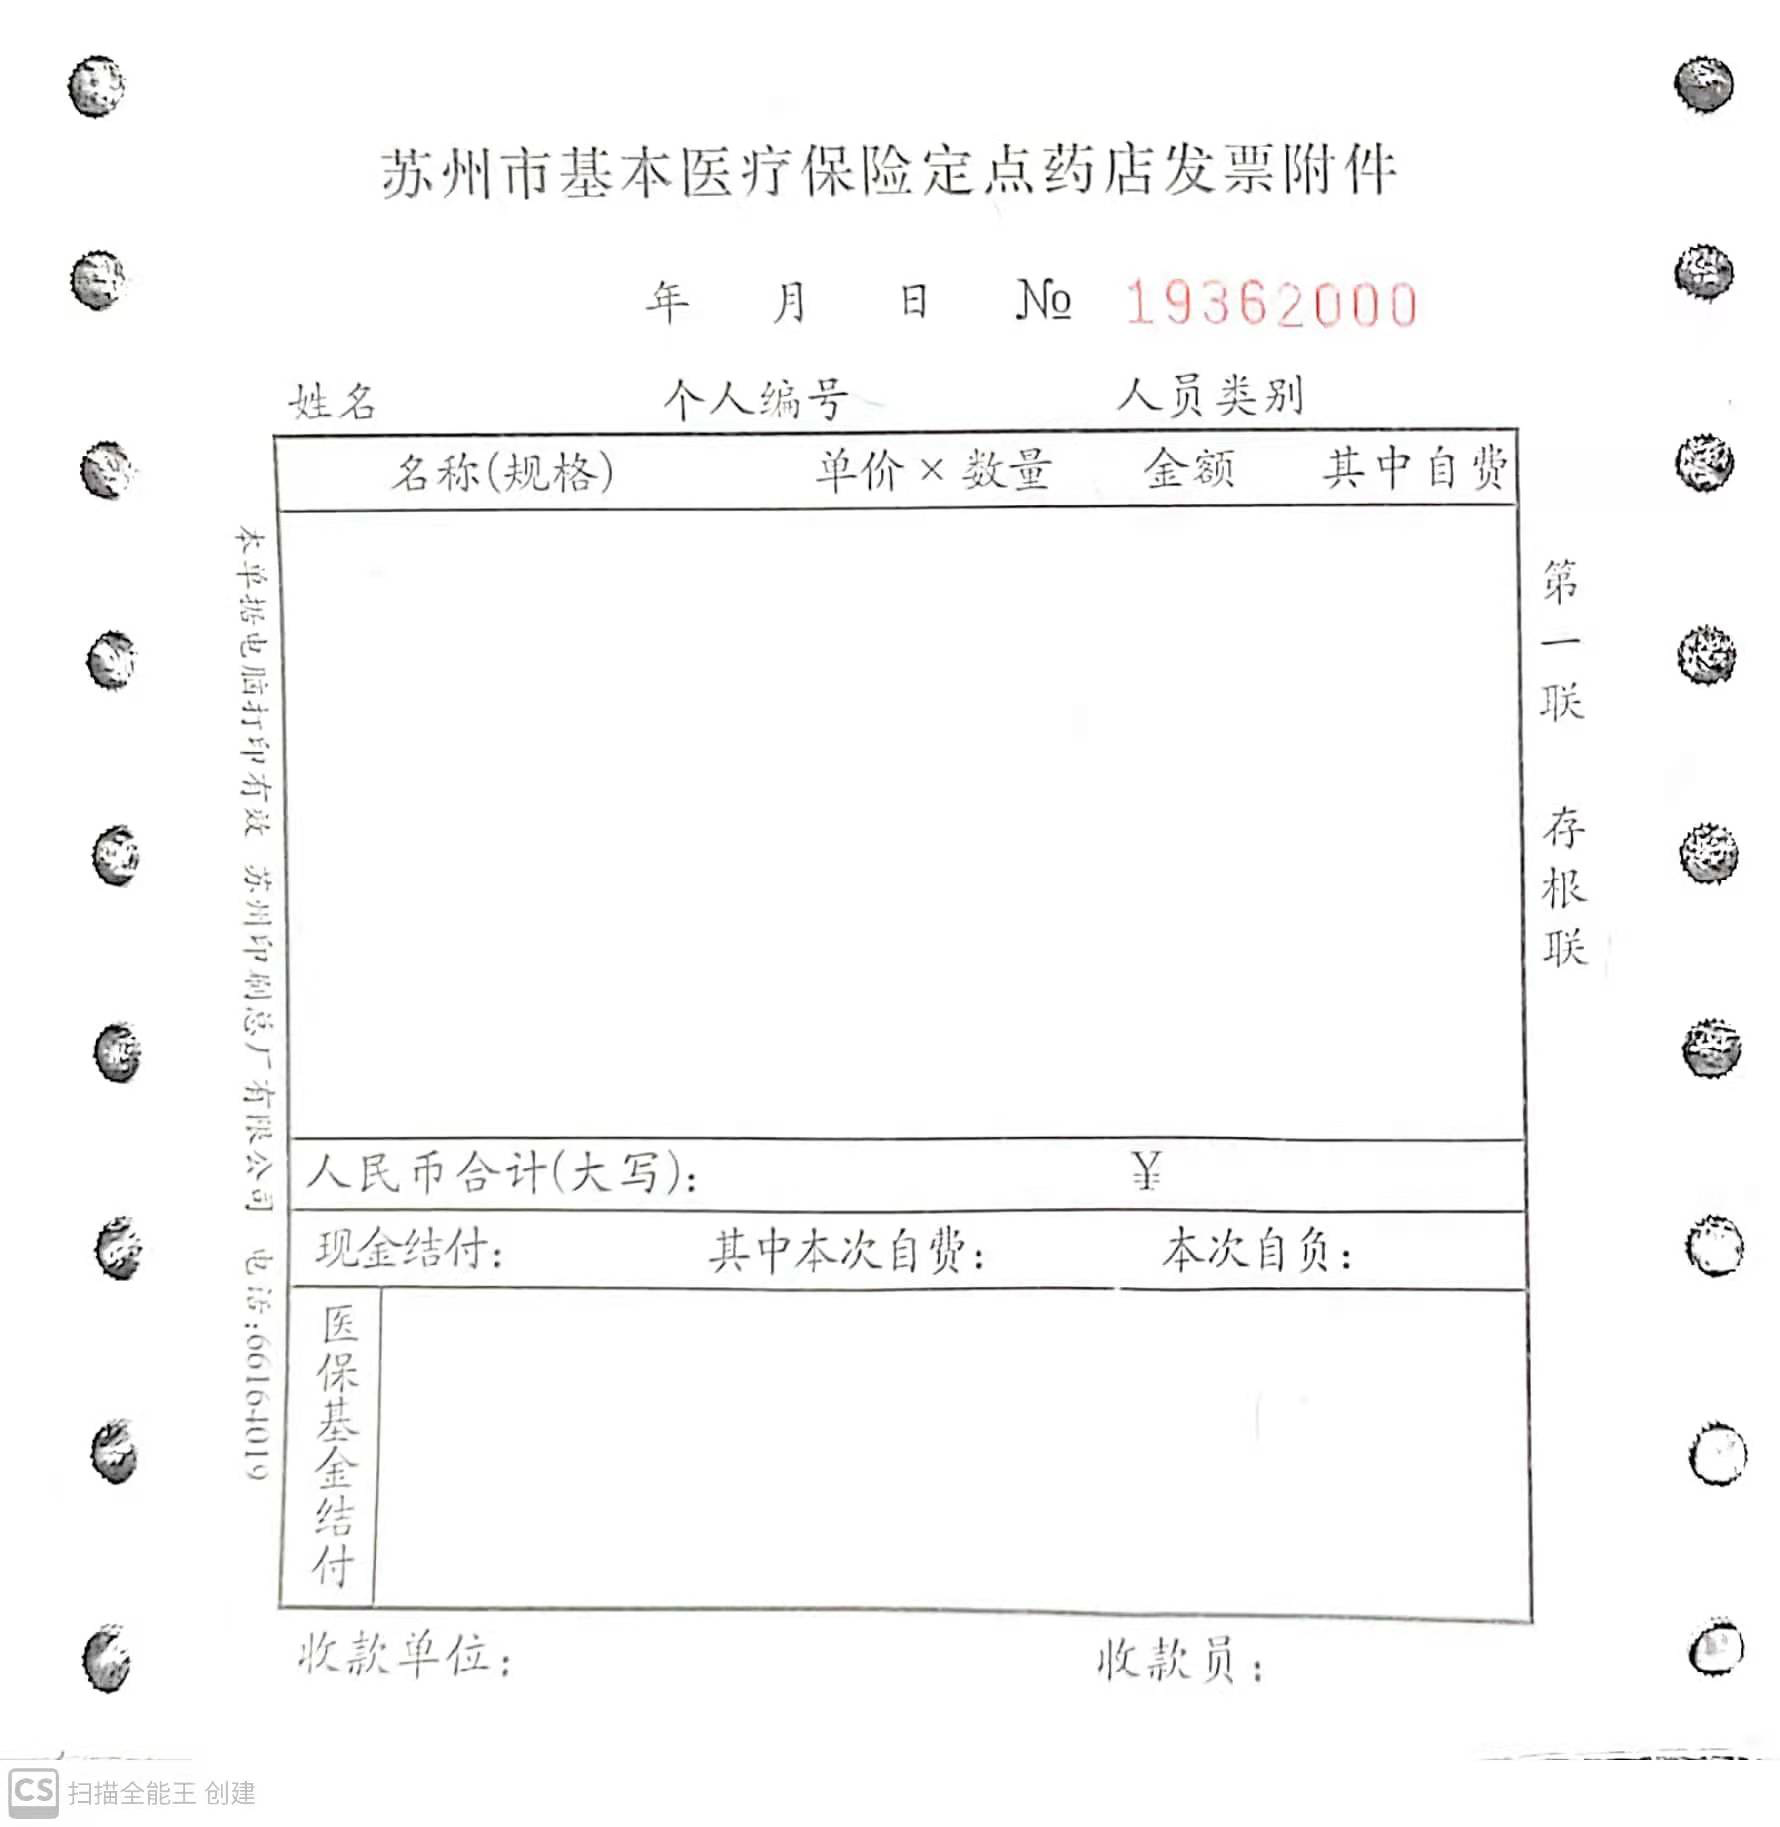 苏州市基本医疗保险定点药店发票附件
年 月 日 № 19362000
姓名 个人编号 人员类别
名称(规格) 单价×数量 金额 其中自费
人民币合计(大写): ¥
现金结付: 其中本次自费: 本次自负:
医保基金结付
收款单位: 收款员:
本单据电脑打印有效 苏州印刷总厂有限公司 电话:66164019
第一联 存根联
CS 扫描全能王 创建